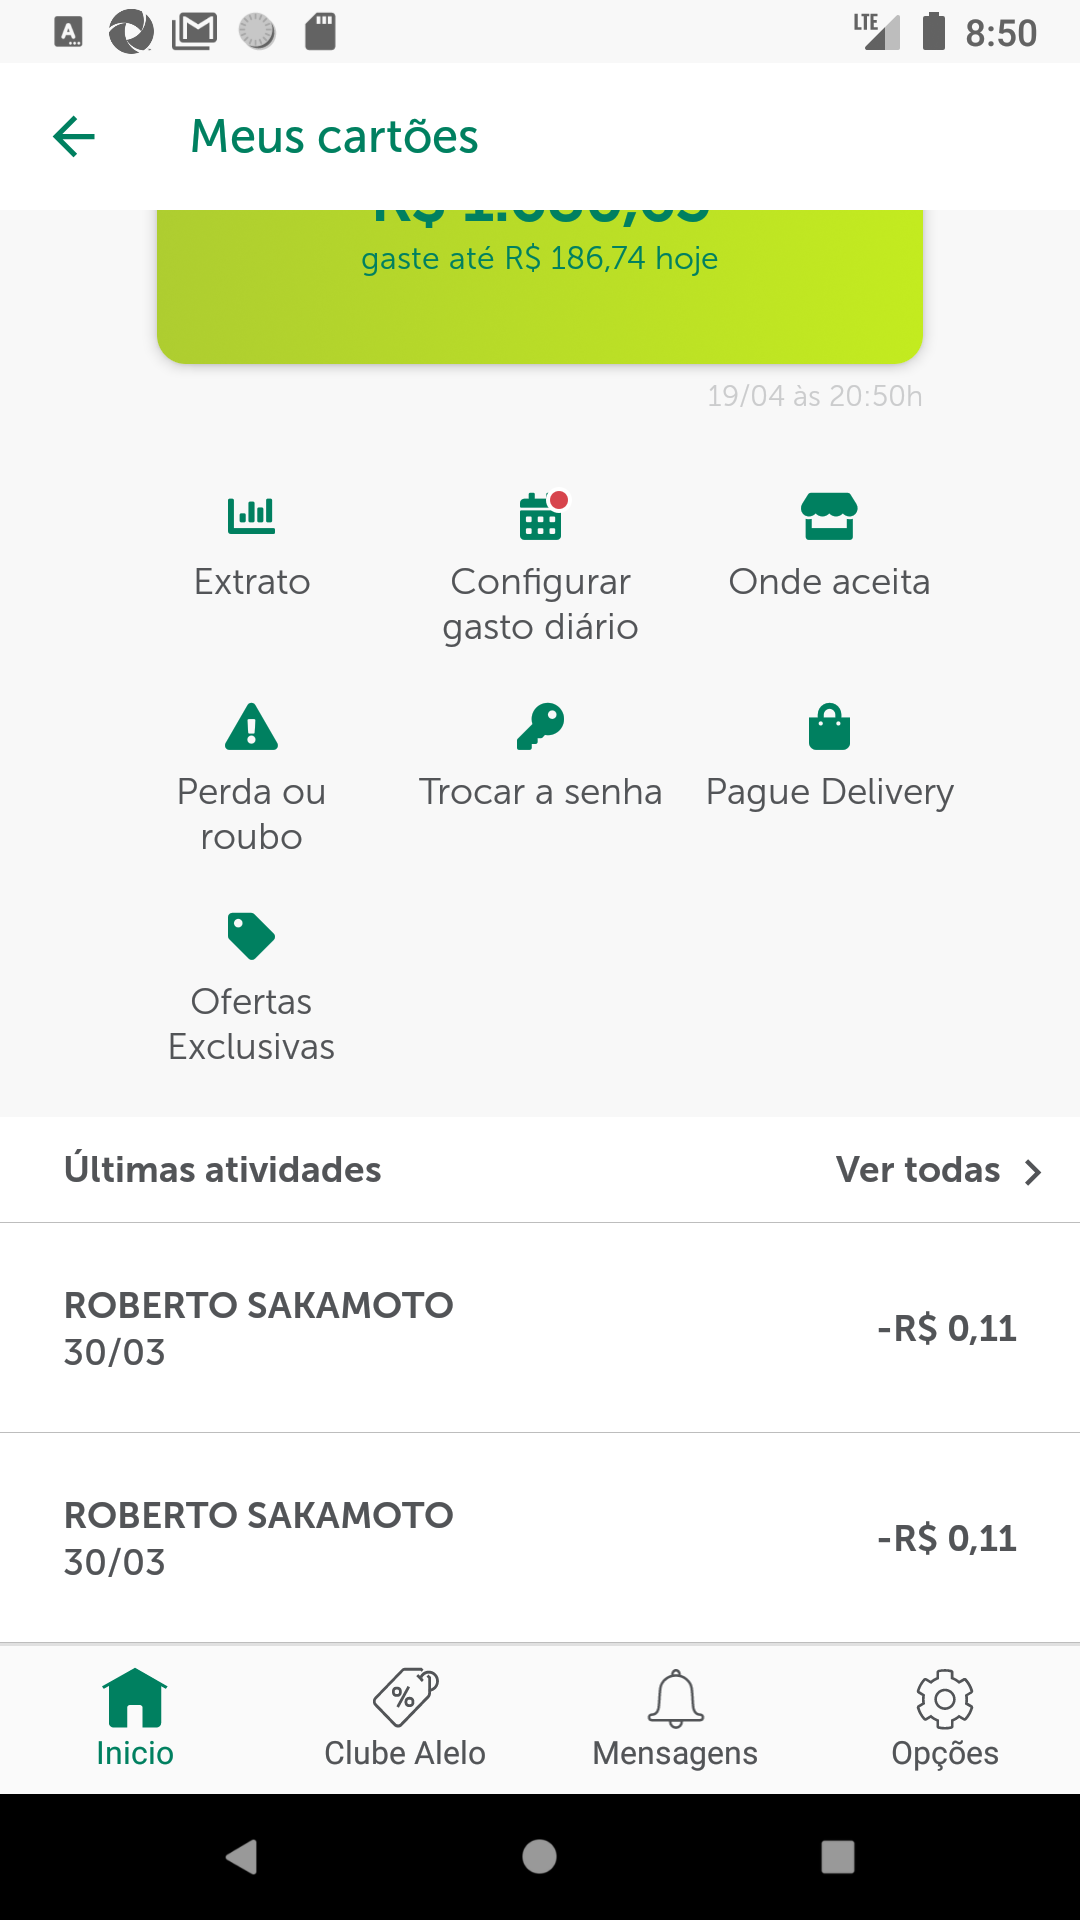 LTE 8:50
Meus cartões
gaste até R$ 186,74 hoje
19/04 às 20:50h
Extrato
Configurar
gasto diário
Onde aceita
Perda ou
roubo
Trocar a senha
Pague Delivery
Ofertas
Exclusivas
Últimas atividades
Ver todas
ROBERTO SAKAMOTO
30/03
-R$ 0,11
ROBERTO SAKAMOTO
30/03
-R$ 0,11
Inicio
Clube Alelo
Mensagens
Opções